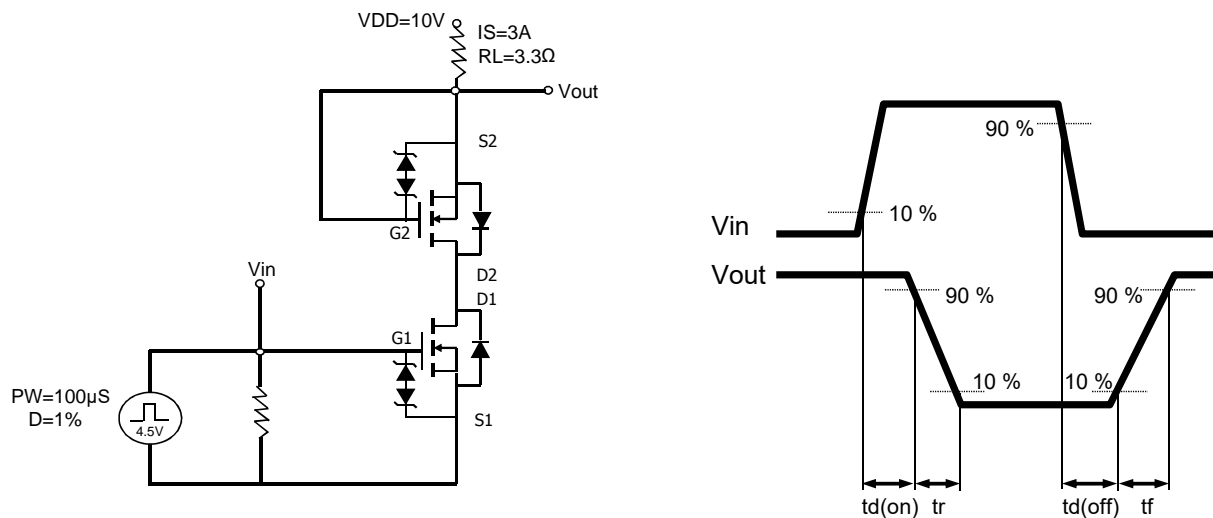 VDD=10V
IS=3A
RL=3.3Ω
Vout
S2
G2
Vin
D2
D1
G1
PW=100µS
D=1%
4.5V
S1
90 %
10 %
Vin
Vout
90 %
90 %
10 %
10 %
td(on) tr
td(off) tf